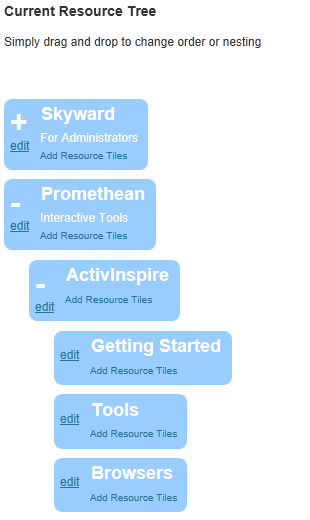 Current Resource Tree
Simply drag and drop to change order or nesting
+ Skyward
For Administrators
edit
Add Resource Tiles
- Promethean
Interactive Tools
edit
Add Resource Tiles
- ActivInspire
Add Resource Tiles
edit
Getting Started
edit
Add Resource Tiles
Tools
edit
Add Resource Tiles
Browsers
edit
Add Resource Tiles